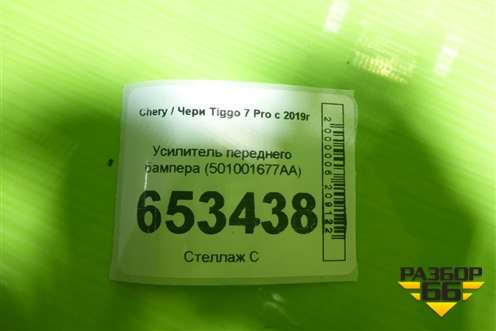 Chery / Чери Tiggo 7 Pro с 2019г
Усилитель переднего
бампера (501001677AA)
653438
Стеллаж С
2000006209122
РАЗБОР
66